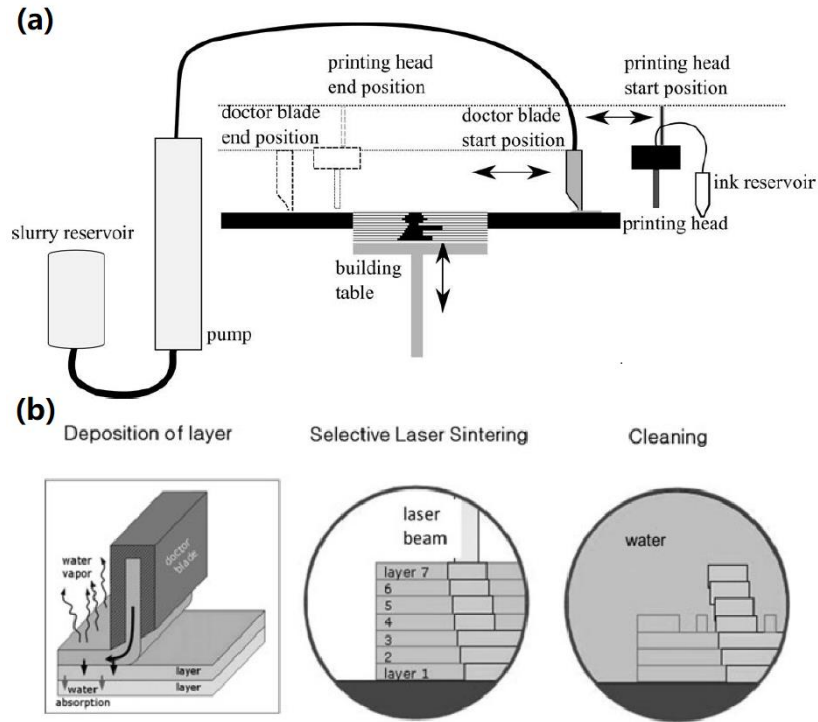 (a)
printing head
end position
printing head
start position
doctor blade
end position
doctor blade
start position
ink reservoir
slurry reservoir
printing head
building
table
pump
(b)
Deposition of layer
Selective Laser Sintering
Cleaning
water
vapor
doctor
blade
layer
layer
water
absorption
laser
beam
layer 7
6
5
4
3
2
layer 1
water